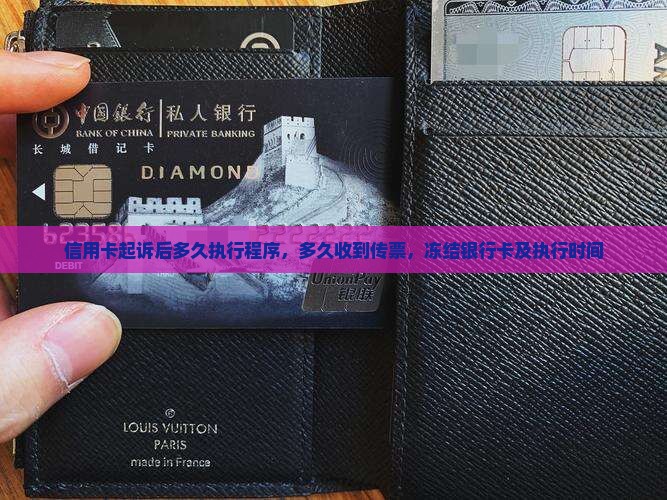 中國銀行 私人银行
BANK OF CHINA PRIVATE BANKING
长城借记卡
DIAMOND
信用卡起诉后多久执行程序，多久收到传票，冻结银行卡及执行时间
DEBIT
UnionPay
银联
LOUIS VUITTON
PARIS
made in France